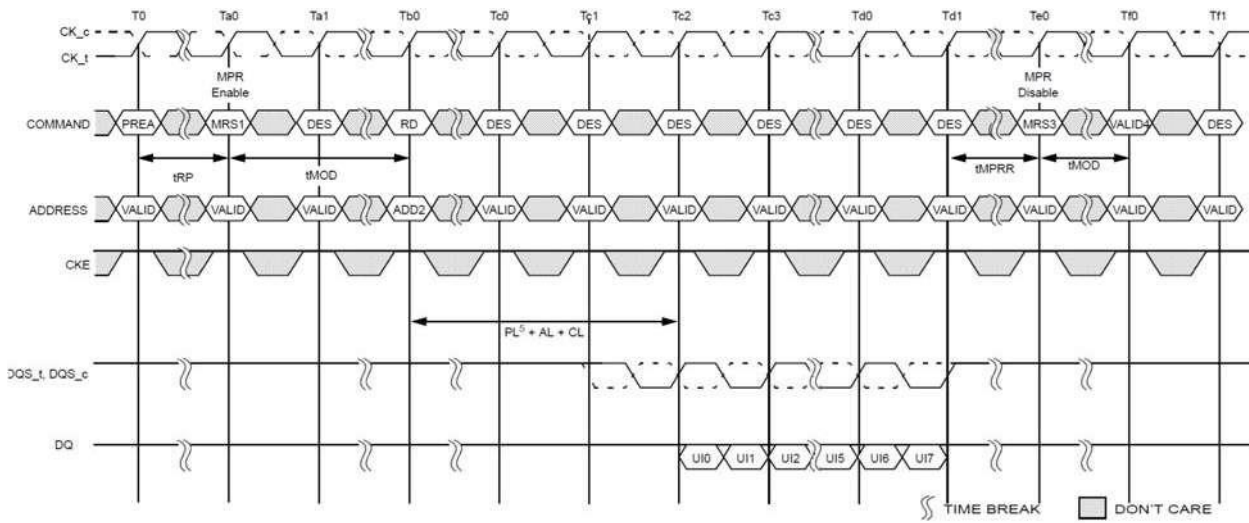 T0 Ta0 Ta1 Tb0 Tc0 Tc1 Tc2 Tc3 Td0 Td1 Te0 Tf0 Tf1
CK_c
CK_t
MPR Enable MPR Disable
COMMAND PREA MRS1 DES RD DES DES DES DES DES DES MRS3 VALID4 DES
tRP tMOD tMPRR tMOD
ADDRESS VALID VALID VALID ADD2 VALID VALID VALID VALID VALID VALID VALID VALID VALID
CKE
PL5 + AL + CL
DQS_t, DQS_c
DQ UI0 UI1 UI2 UI5 UI6 UI7
TIME BREAK DON'T CARE